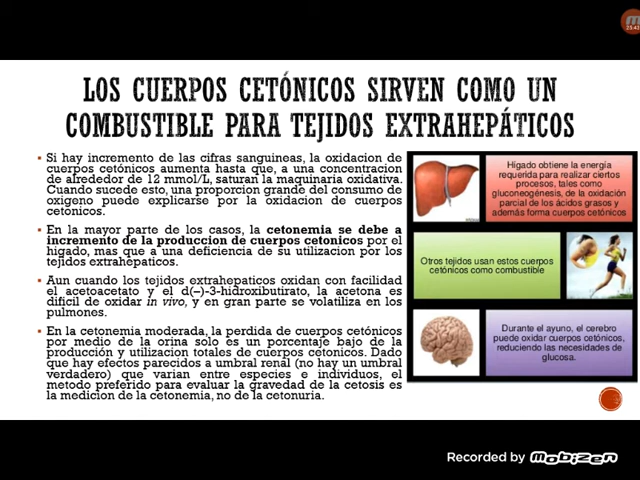 LOS CUERPOS CETÓNICOS SIRVEN COMO UN
COMBUSTIBLE PARA TEJIDOS EXTRAHEPÁTICOS
▪ Si hay incremento de las cifras sanguineas, la oxidacion de
cuerpos cetónicos aumenta hasta que, a una concentracion
de alrededor de 12 mmol/L, saturan la maquinaria oxidativa.
Cuando sucede esto, una proporcion grande del consumo de
oxigeno puede explicarse por la oxidacion de cuerpos
cetónicos.
▪ En la mayor parte de los casos, la cetonemia se debe a
incremento de la produccion de cuerpos cetonicos por el
higado, mas que a una deficiencia de su utilizacion por los
tejidos extrahepaticos.
▪ Aun cuando los tejidos extrahepaticos oxidan con facilidad
el acetoacetato y el d(–)-3-hidroxibutirato, la acetona es
dificil de oxidar in vivo, y en gran parte se volatiliza en los
pulmones.
▪ En la cetonemia moderada, la perdida de cuerpos cetónicos
por medio de la orina solo es un porcentaje bajo de la
producción y utilizacion totales de cuerpos cetonicos. Dado
que hay efectos parecidos a umbral renal (no hay un umbral
verdadero) que varian entre especies e individuos, el
metodo preferido para evaluar la gravedad de la cetosis es
la medicion de la cetonemia, no de la cetonuria.
Hígado obtiene la energía
requerida para realizar ciertos
procesos, tales como
gluconeogénesis, de la oxidación
parcial de los ácidos grasos y
además forma cuerpos cetónicos
Otros tejidos usan estos cuerpos
cetónicos como combustible
Durante el ayuno, el cerebro
puede oxidar cuerpos cetónicos,
reduciendo las necesidades de
glucosa.
Recorded by Mobizen